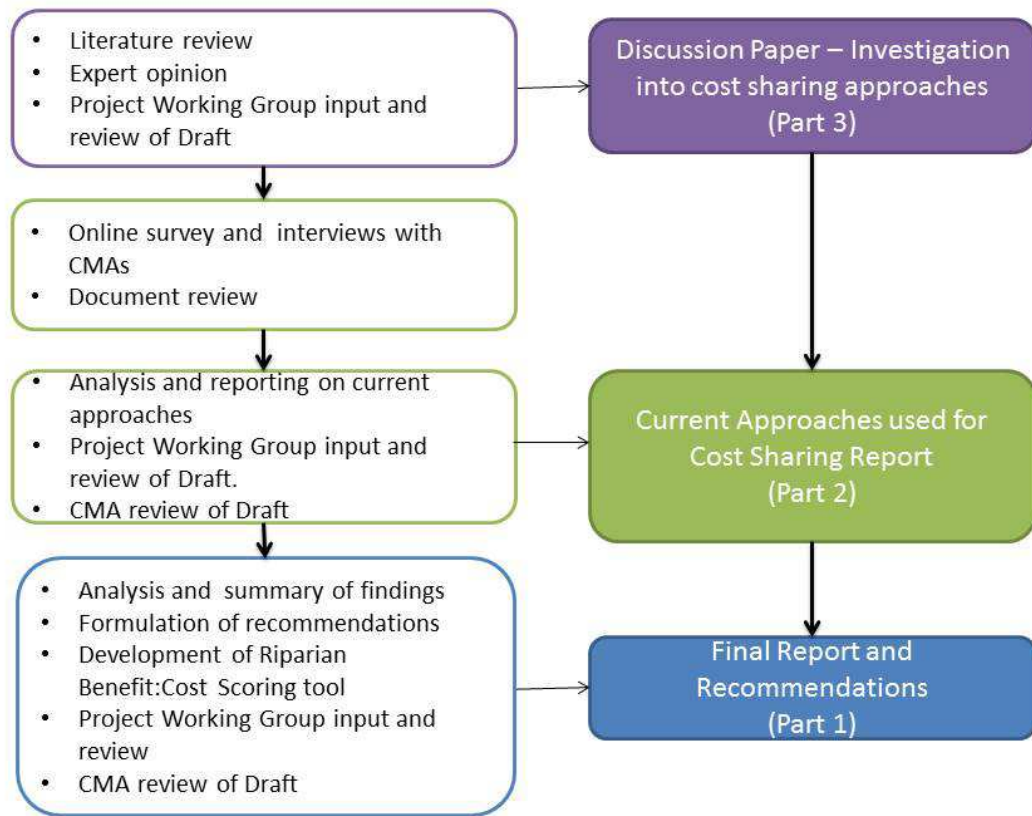 • Literature review
• Expert opinion
• Project Working Group input and
review of Draft
Discussion Paper – Investigation
into cost sharing approaches
(Part 3)
• Online survey and interviews with
CMAs
• Document review
• Analysis and reporting on current
approaches
• Project Working Group input and
review of Draft.
• CMA review of Draft
Current Approaches used for
Cost Sharing Report
(Part 2)
• Analysis and summary of findings
• Formulation of recommendations
• Development of Riparian
Benefit:Cost Scoring tool
• Project Working Group input and
review
• CMA review of Draft
Final Report and
Recommendations
(Part 1)